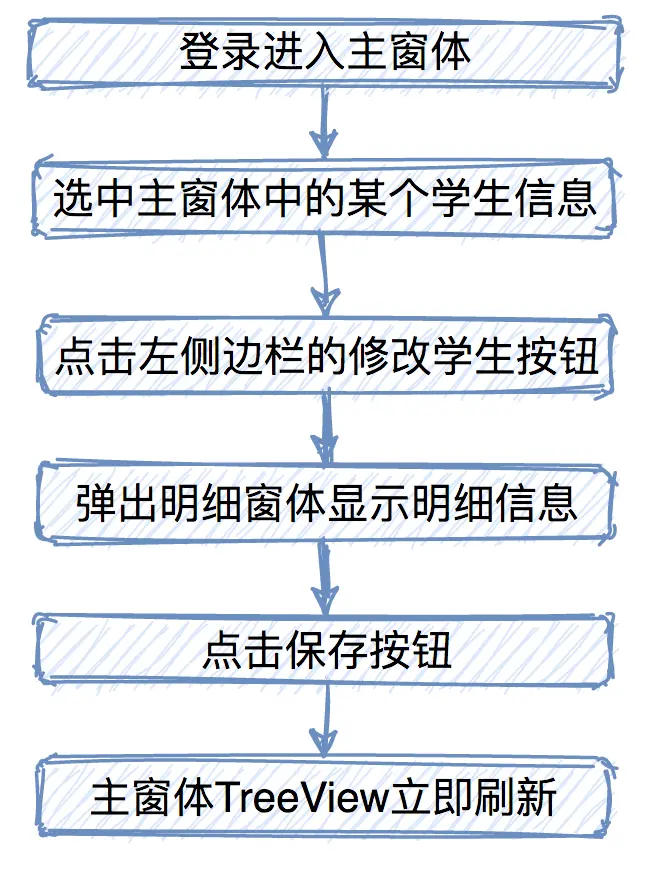 登录进入主窗体
选中主窗体中的某个学生信息
点击左侧边栏的修改学生按钮
弹出明细窗体显示明细信息
点击保存按钮
主窗体TreeView立即刷新